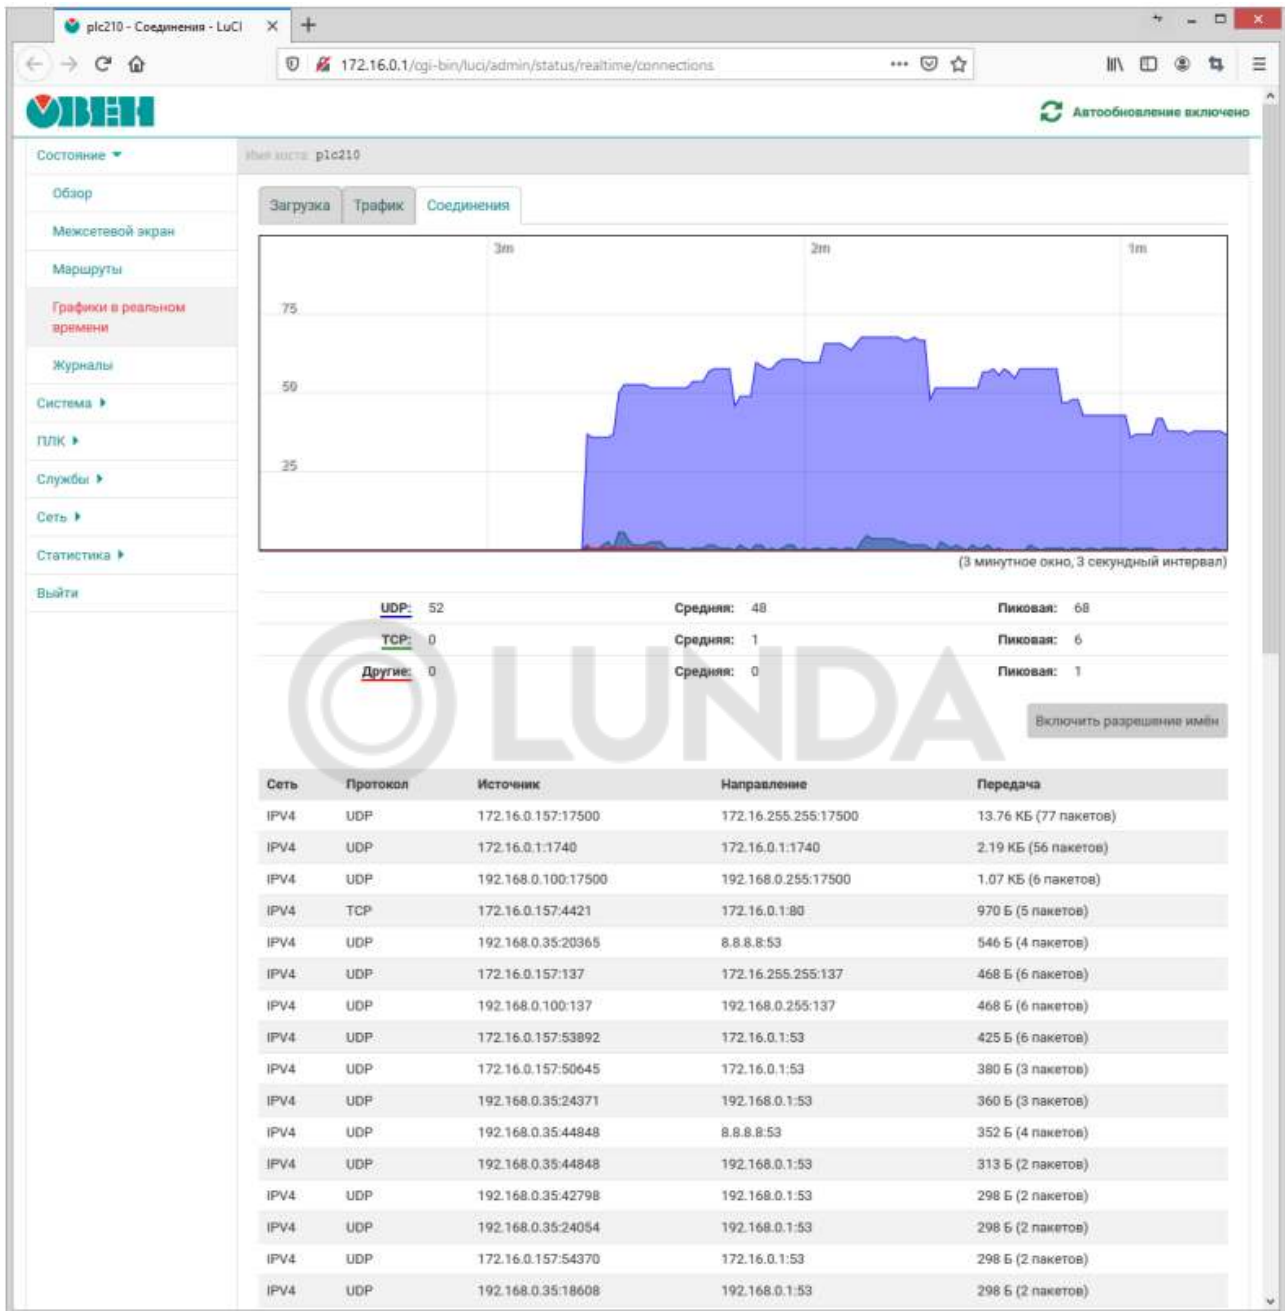 plc210 - Соединения - LuCI
172.16.0.1/cgi-bin/luci/admin/status/realtime/connections
ОВЕН
Автообновление включено
Состояние
Имя хоста: plc210
Обзор
Межсетевой экран
Маршруты
Графики в реальном
времени
Журналы
Система
ПЛК
Службы
Сеть
Статистика
Выйти
Загрузка Трафик Соединения
3m 2m 1m
75
50
25
(3 минутное окно, 3 секундный интервал)
UDP: 52 Средняя: 48 Пиковая: 68
TCP: 0 Средняя: 1 Пиковая: 6
Другие: 0 Средняя: 0 Пиковая: 1
LUNDA
Включить разрешение имён
Сеть Протокол Источник Направление Передача
IPV4 UDP 172.16.0.157:17500 172.16.255.255:17500 13.76 КБ (77 пакетов)
IPV4 UDP 172.16.0.1:1740 172.16.0.1:1740 2.19 КБ (56 пакетов)
IPV4 UDP 192.168.0.100:17500 192.168.0.255:17500 1.07 КБ (6 пакетов)
IPV4 TCP 172.16.0.157:4421 172.16.0.1:80 970 Б (5 пакетов)
IPV4 UDP 192.168.0.35:20365 8.8.8.8:53 546 Б (4 пакетов)
IPV4 UDP 172.16.0.157:137 172.16.255.255:137 468 Б (6 пакетов)
IPV4 UDP 192.168.0.100:137 192.168.0.255:137 468 Б (6 пакетов)
IPV4 UDP 172.16.0.157:53892 172.16.0.1:53 425 Б (6 пакетов)
IPV4 UDP 172.16.0.157:50645 172.16.0.1:53 380 Б (3 пакетов)
IPV4 UDP 192.168.0.35:24371 192.168.0.1:53 360 Б (3 пакетов)
IPV4 UDP 192.168.0.35:44848 8.8.8.8:53 352 Б (4 пакетов)
IPV4 UDP 192.168.0.35:44848 192.168.0.1:53 313 Б (2 пакетов)
IPV4 UDP 192.168.0.35:42798 192.168.0.1:53 298 Б (2 пакетов)
IPV4 UDP 192.168.0.35:24054 192.168.0.1:53 298 Б (2 пакетов)
IPV4 UDP 172.16.0.157:54370 172.16.0.1:53 298 Б (2 пакетов)
IPV4 UDP 192.168.0.35:18608 192.168.0.1:53 298 Б (2 пакетов)